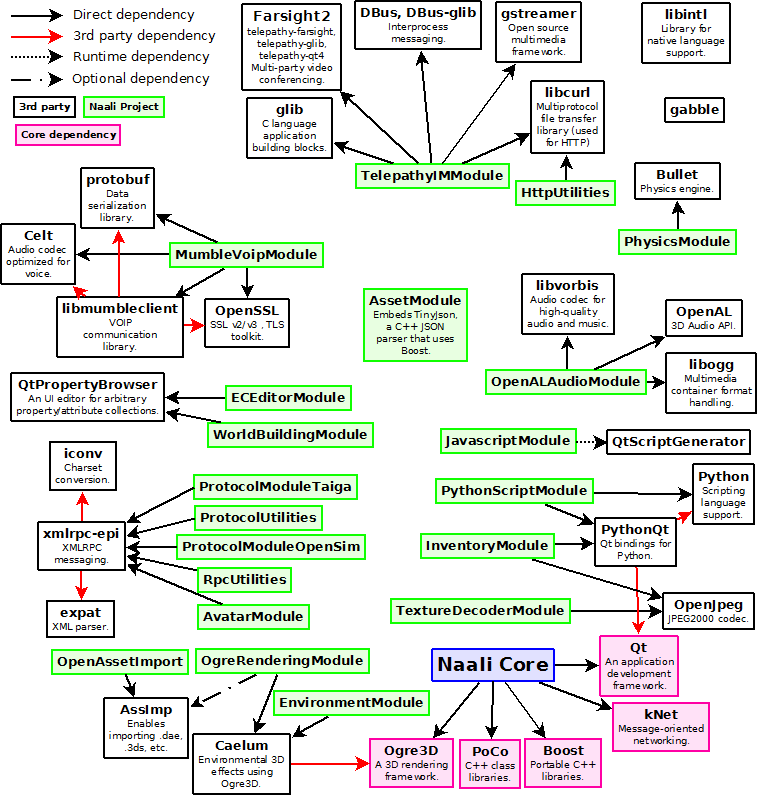 Direct dependency
3rd party dependency
Runtime dependency
Optional dependency
3rd party
Naali Project
Core dependency
Farsight2
telepathy-farsight,
telepathy-glib,
telepathy-qt4
Multi-party video
conferencing.
DBus, DBus-glib
Interprocess
messaging.
gstreamer
Open source
multimedia
framework.
libintl
Library for
native language
support.
glib
C language
application
building blocks.
libcurl
Multiprotocol
file transfer
library (used
for HTTP)
gabble
TelepathyIMModule
HttpUtilities
Bullet
Physics engine.
PhysicsModule
protobuf
Data
serialization
library.
Celt
Audio codec
optimized for
voice.
MumbleVoipModule
libmumbleclient
VOIP
communication
library.
OpenSSL
SSL v2/v3 , TLS
toolkit.
AssetModule
Embeds TinyJson,
a C++ JSON
parser that uses
Boost.
libvorbis
Audio codec for
high-quality
audio and music.
OpenAL
3D Audio API.
OpenALAudioModule
libogg
Multimedia
container format
handling.
QtPropertyBrowser
An UI editor for arbitrary
property/attribute collections.
ECEditorModule
WorldBuildingModule
JavascriptModule
QtScriptGenerator
iconv
Charset
conversion.
ProtocolModuleTaiga
ProtocolUtilities
xmlrpc-epi
XMLRPC
messaging.
ProtocolModuleOpenSim
RpcUtilities
expat
XML parser.
AvatarModule
PythonScriptModule
Python
Scripting
language
support.
PythonQt
Qt bindings for
Python.
InventoryModule
TextureDecoderModule
OpenJpeg
JPEG2000 codec.
OpenAssetImport
OgreRenderingModule
Naali Core
Qt
An application
development
framework.
AssImp
Enables
importing .dae,
.3ds, etc.
EnvironmentModule
kNet
Message-oriented
networking.
Caelum
Environmental 3D
effects using
Ogre3D.
Ogre3D
A 3D rendering
framework.
PoCo
C++ class
libraries.
Boost
Portable C++
libraries.